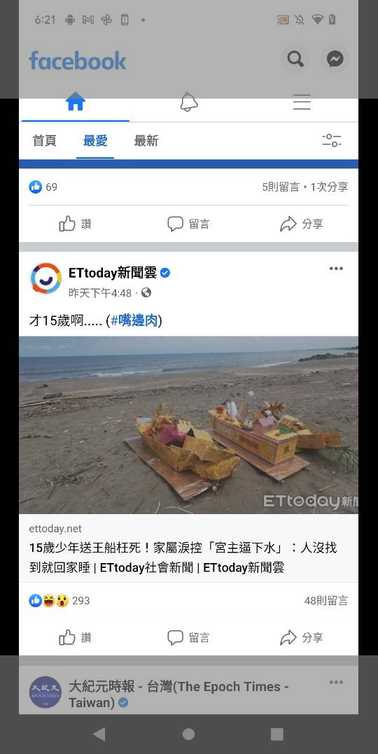 6:21
facebook
首頁 最愛 最新
69 5則留言・1次分享
讚 留言 分享
ETtoday新聞雲
昨天下午4:48 ·
才15歲啊..... (#嘴邊肉)
ETtoday新聞
ettoday.net
15歲少年送王船枉死！家屬淚控「宮主逼下水」：人沒找
到就回家睡 | ETtoday社會新聞 | ETtoday新聞雲
293 48則留言
讚 留言 分享
大紀元時報 - 台灣(The Epoch Times -
Taiwan)